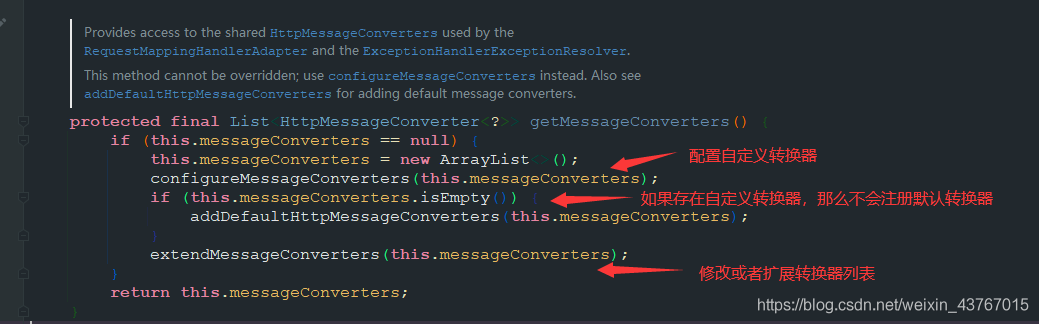 Provides access to the shared HttpMessageConverters used by the
RequestMappingHandlerAdapter and the ExceptionHandlerExceptionResolver.
This method cannot be overridden; use configureMessageConverters instead. Also see
addDefaultHttpMessageConverters for adding default message converters.
protected final List<HttpMessageConverter<?>> getMessageConverters() {
if (this.messageConverters == null) {
this.messageConverters = new ArrayList<>();
配置自定义转换器
configureMessageConverters(this.messageConverters);
if (this.messageConverters.isEmpty()) {
如果存在自定义转换器，那么不会注册默认转换器
addDefaultHttpMessageConverters(this.messageConverters);
}
extendMessageConverters(this.messageConverters);
修改或者扩展转换器列表
}
return this.messageConverters;
}
https://blog.csdn.net/weixin_43767015